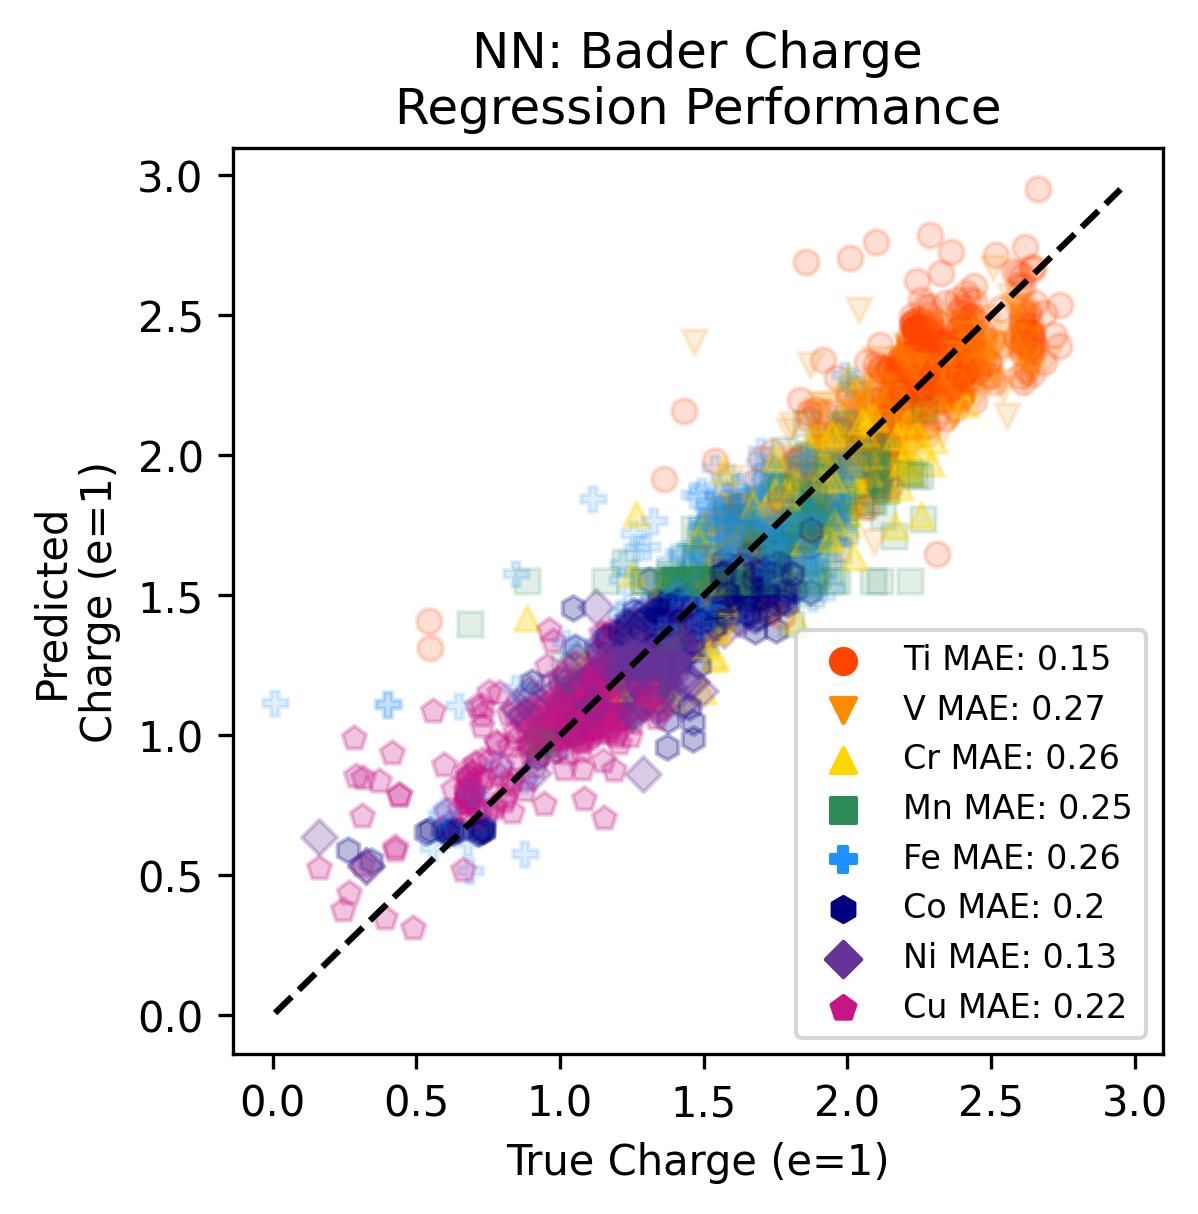 NN: Bader Charge
Regression Performance
Predicted
Charge (e=1)
3.0
2.5
2.0
1.5
1.0
0.5
0.0
0.0 0.5 1.0 1.5 2.0 2.5 3.0
True Charge (e=1)
Ti MAE: 0.15
V MAE: 0.27
Cr MAE: 0.26
Mn MAE: 0.25
Fe MAE: 0.26
Co MAE: 0.2
Ni MAE: 0.13
Cu MAE: 0.22